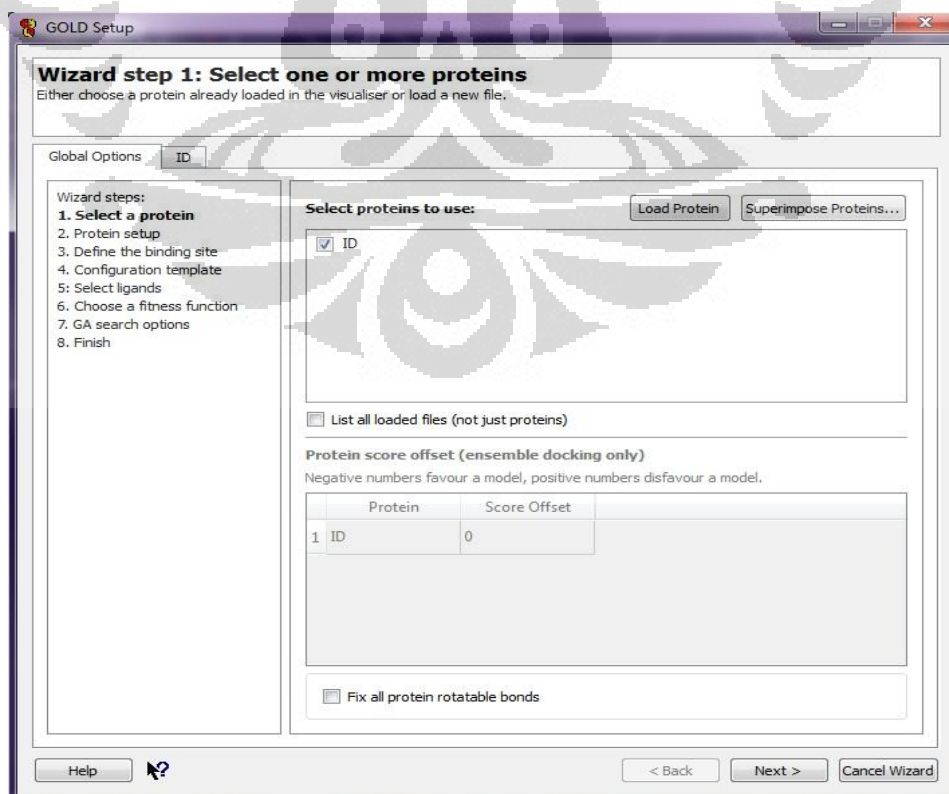 GOLD Setup
Wizard step 1: Select one or more proteins
Either choose a protein already loaded in the visualiser or load a new file.
Global Options
ID
Wizard steps:
1. Select a protein
2. Protein setup
3. Define the binding site
4. Configuration template
5: Select ligands
6. Choose a fitness function
7. GA search options
8. Finish
Select proteins to use:
Load Protein
Superimpose Proteins...
ID
List all loaded files (not just proteins)
Protein score offset (ensemble docking only)
Negative numbers favour a model, positive numbers disfavour a model.
Protein Score Offset
1 ID 0
Fix all protein rotatable bonds
Help
?
< Back
Next >
Cancel Wizard